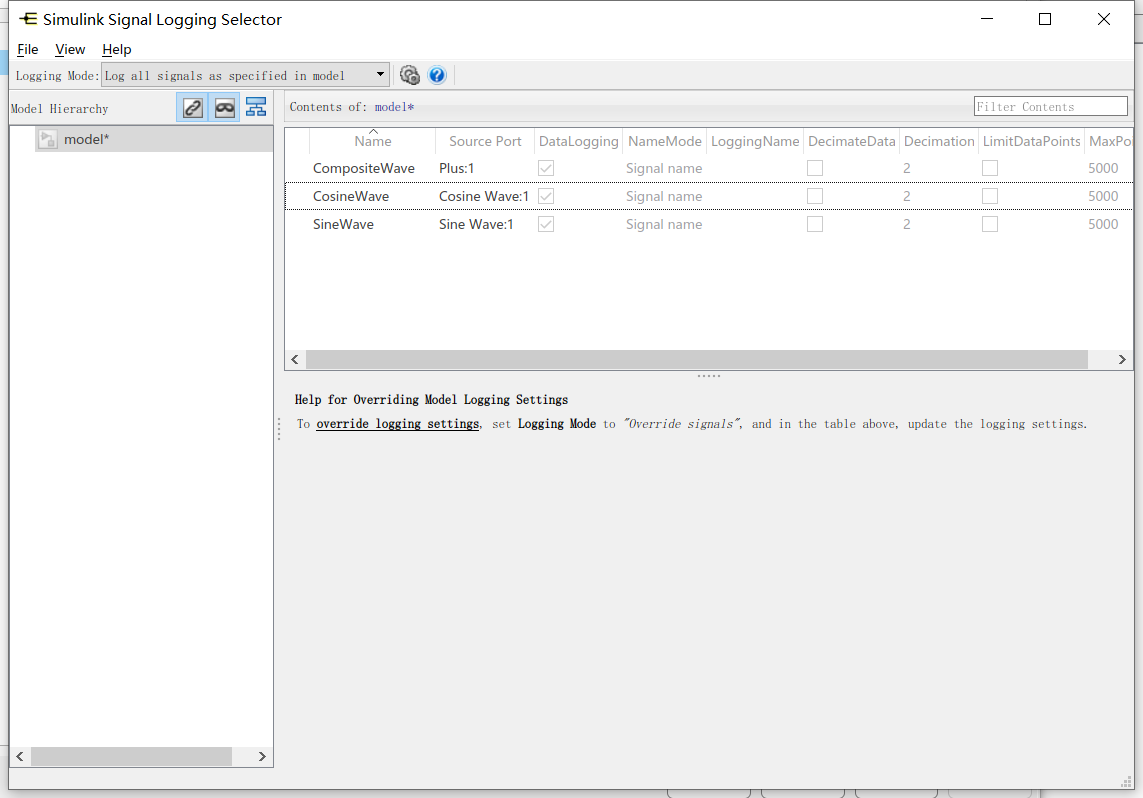 Simulink Signal Logging Selector
File View Help
Logging Mode: Log all signals as specified in model
Model Hierarchy
model*
Contents of: model*
Filter Contents
Name Source Port DataLogging NameMode LoggingName DecimateData Decimation LimitDataPoints MaxPo
CompositeWave Plus:1 Signal name 2 5000
CosineWave Cosine Wave:1 Signal name 2 5000
SineWave Sine Wave:1 Signal name 2 5000
Help for Overriding Model Logging Settings
To override logging settings, set Logging Mode to "Override signals", and in the table above, update the logging settings.